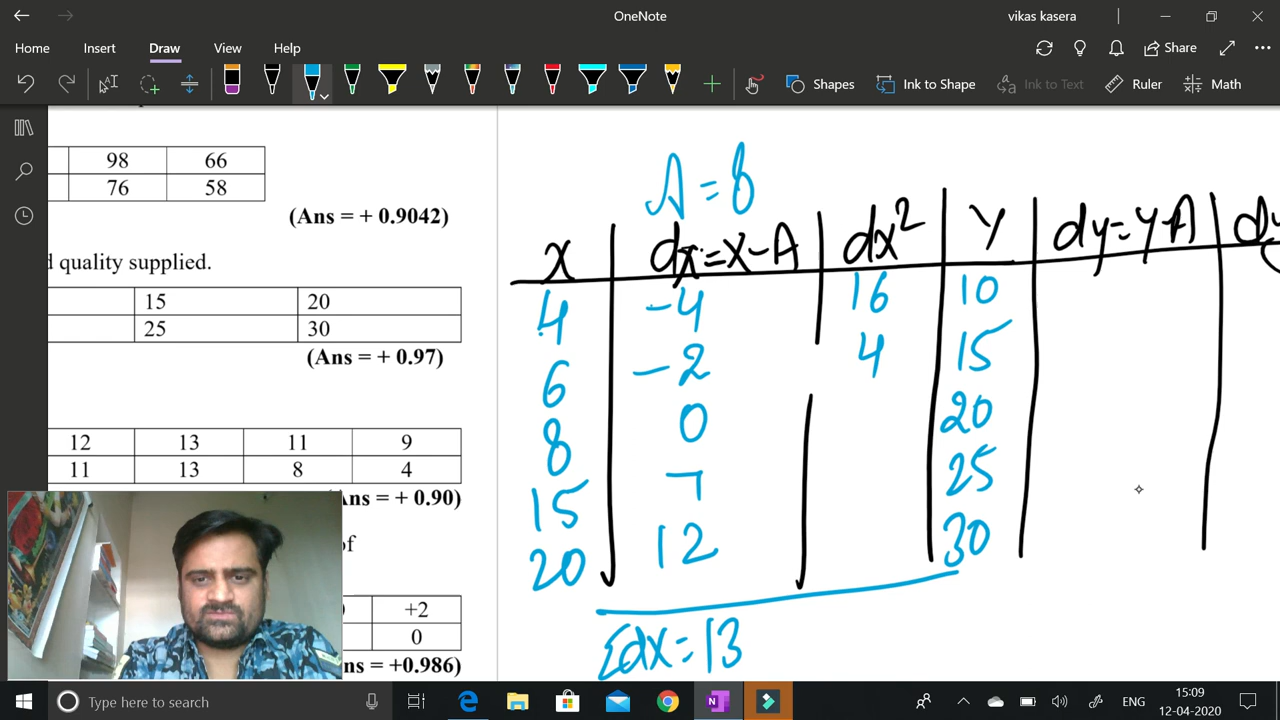 OneNote
vikas kasera
Home Insert Draw View Help
Share
Shapes Ink to Shape Ink to Text Ruler Math
98 66
76 58
(Ans = + 0.9042)
d quality supplied.
15 20
25 30
(Ans = + 0.97)
12 13 11 9
11 13 8 4
Ans = + 0.90)
of
+2
0
ns = +0.986)
A = 8
x dx = X - A dx² Y dy = Y - A dy
4 -4 16 10
6 -2 4 15
8 0 20
15 7 25
20 12 30
Σdx = 13
Type here to search
ENG
15:09
12-04-2020